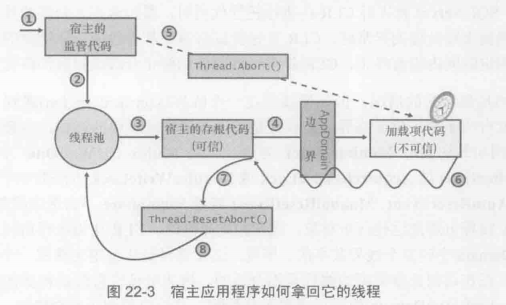 ①
宿主的
监管代码
⑤
Thread.Abort()
②
线程池
③
宿主的存根代码
(可信)
④
边界
AppDomain
加载项代码
(不可信)
⑥
⑦
Thread.ResetAbort()
⑧
图 22-3 宿主应用程序如何拿回它的线程